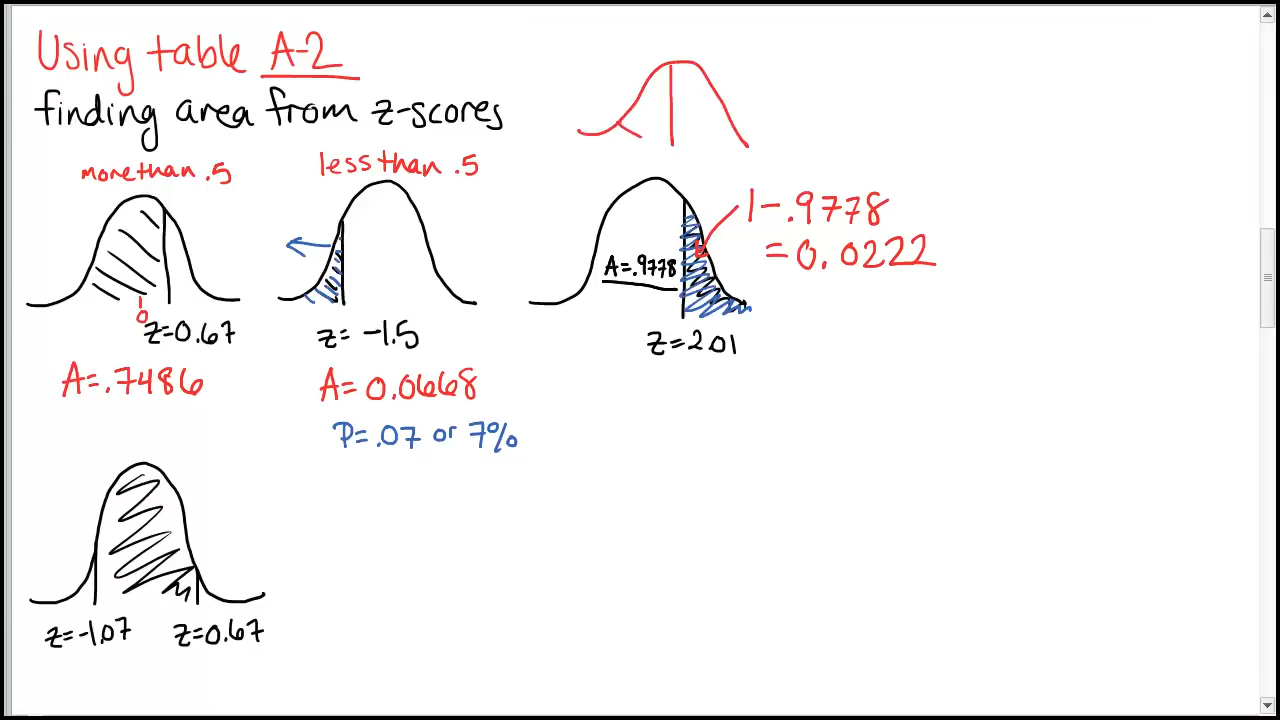 Using table A-2
finding area from z-scores
more than .5
less than .5
1-.9778
= 0.0222
A=.9778
0
z=0.67
z= -1.5
z=2.01
A=.7486
A= 0.0668
P=.07 or 7%
z=-1.07
z=0.67